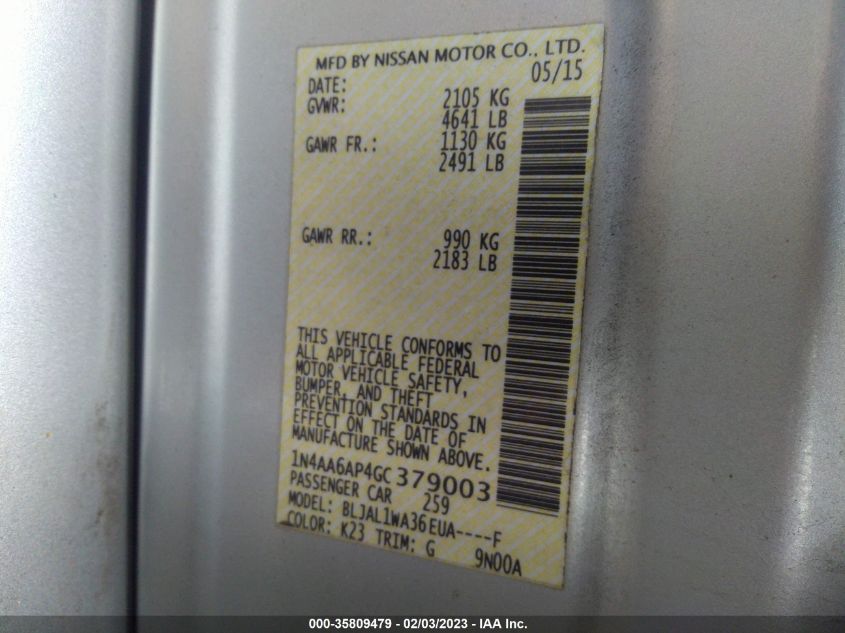 MFD BY NISSAN MOTOR CO., LTD.
DATE: 05/15
GVWR: 2105 KG
4641 LB
GAWR FR.: 1130 KG
2491 LB
GAWR RR.: 990 KG
2183 LB
THIS VEHICLE CONFORMS TO
ALL APPLICABLE FEDERAL
MOTOR VEHICLE SAFETY,
BUMPER, AND THEFT
PREVENTION STANDARDS IN
EFFECT ON THE DATE OF
MANUFACTURE SHOWN ABOVE.
1N4AA6AP4GC379003
PASSENGER CAR 259
MODEL: BLJAL1WA36EUA----F
COLOR: K23 TRIM: G 9N00A
000-35809479 - 02/03/2023 - IAA Inc.